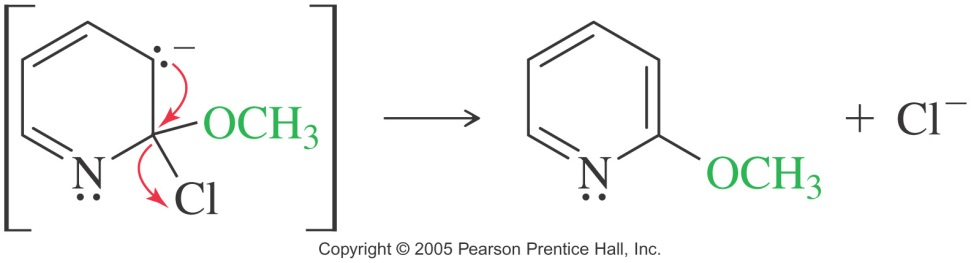 −
OCH₃
N
Cl
N
OCH₃
+ Cl⁻
Copyright © 2005 Pearson Prentice Hall, Inc.